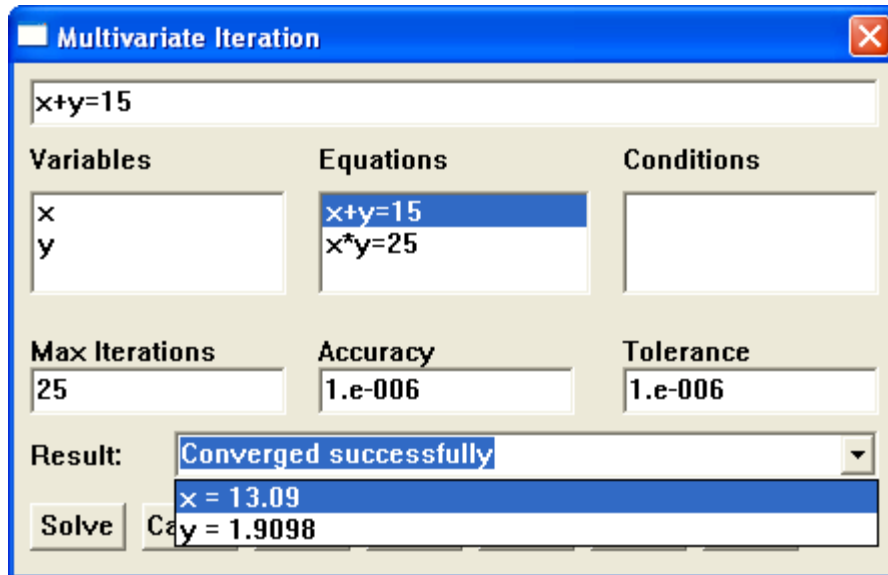 Multivariate Iteration
x+y=15
Variables Equations Conditions
x x+y=15
y x*y=25
Max Iterations Accuracy Tolerance
25 1.e-006 1.e-006
Result: Converged successfully
x = 13.09
Solve Ca y = 1.9098